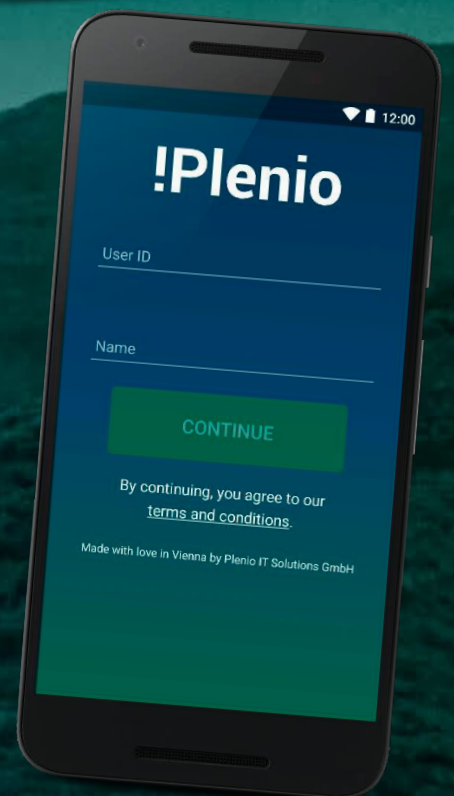 12:00
!Plenio
User ID
Name
CONTINUE
By continuing, you agree to our
terms and conditions.
Made with love in Vienna by Plenio IT Solutions GmbH